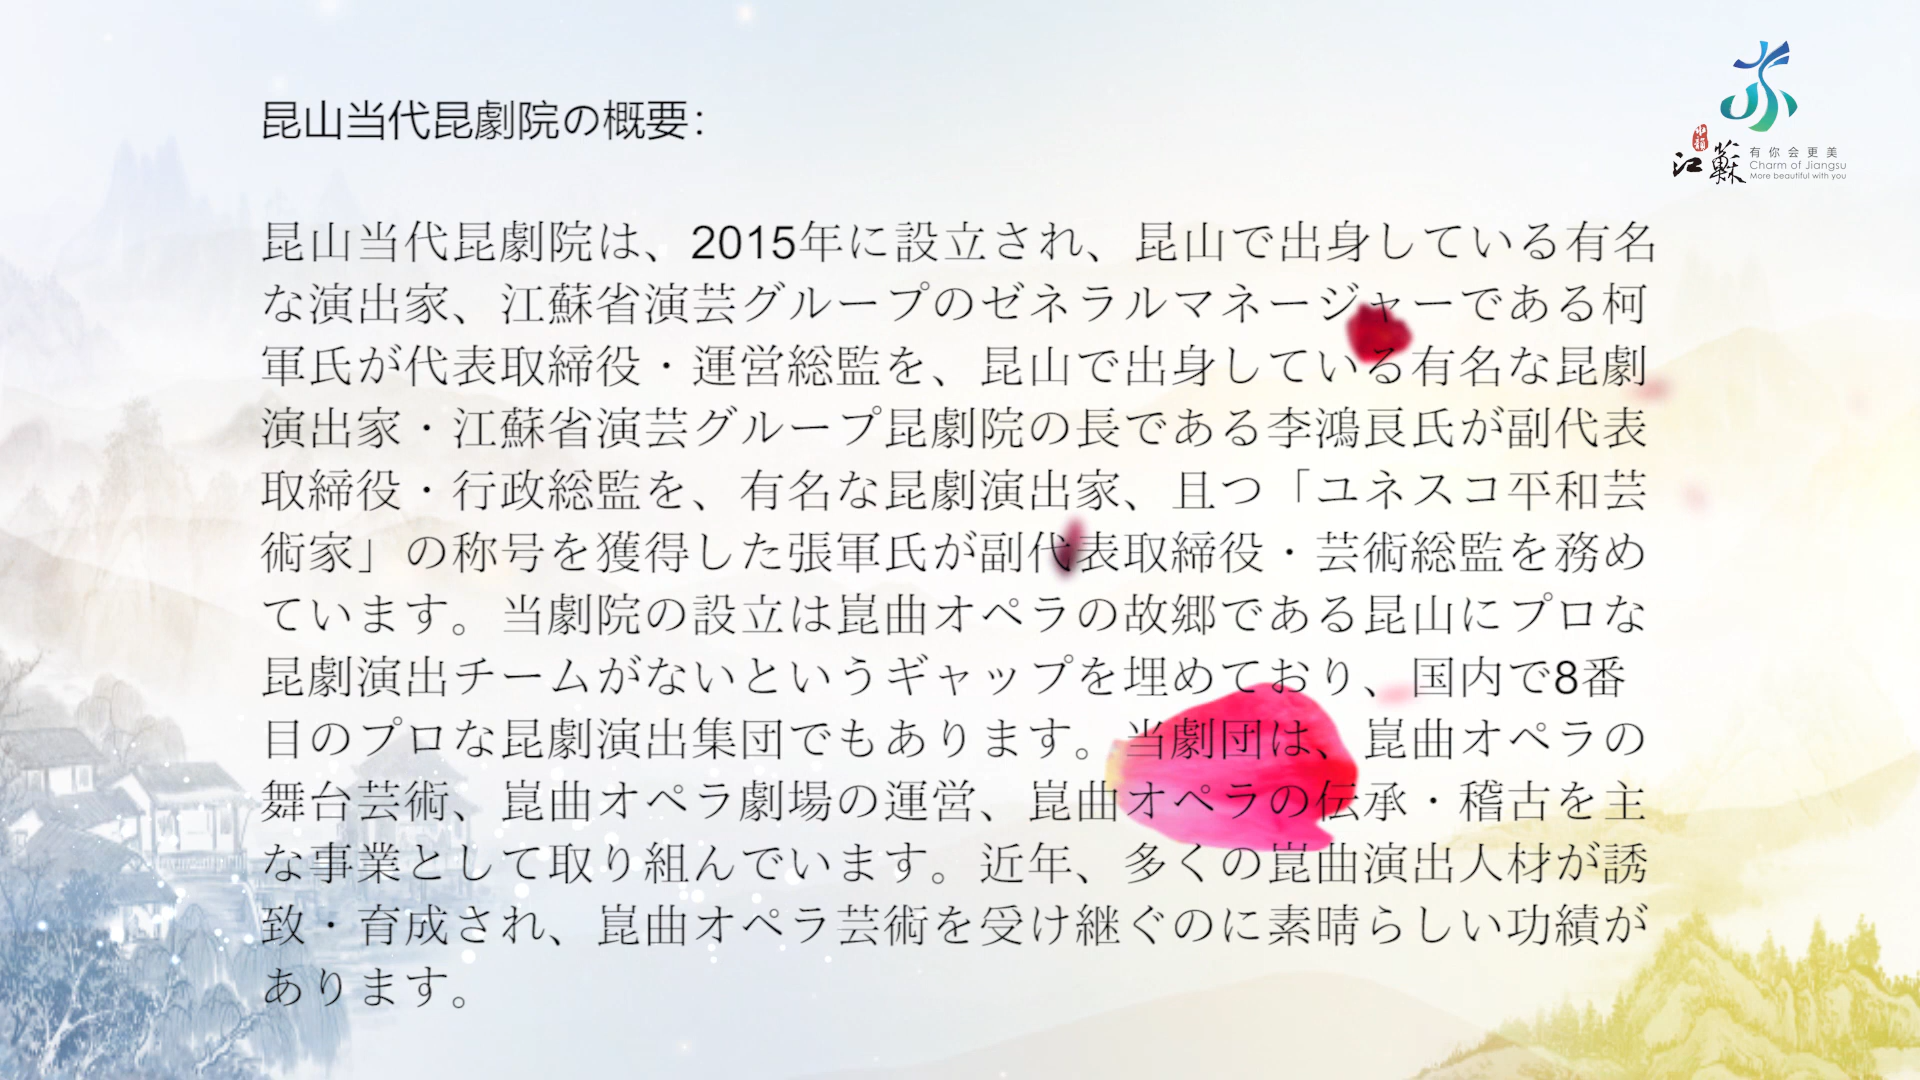 昆山当代昆劇院の概要：
昆山当代昆劇院は、2015年に設立され、昆山で出身している有名
な演出家、江蘇省演芸グループのゼネラルマネージャーである柯
軍氏が代表取締役・運営総監を、昆山で出身している有名な昆劇
演出家・江蘇省演芸グループ昆劇院の長である李鴻良氏が副代表
取締役・行政総監を、有名な昆劇演出家、且つ「ユネスコ平和芸
術家」の称号を獲得した張軍氏が副代表取締役・芸術総監を務め
ています。当劇院の設立は崑曲オペラの故郷である昆山にプロな
昆劇演出チームがないというギャップを埋めており、国内で8番
目のプロな昆劇演出集団でもあります。当劇団は、崑曲オペラの
舞台芸術、崑曲オペラ劇場の運営、崑曲オペラの伝承・稽古を主
な事業として取り組んでいます。近年、多くの崑曲演出人材が誘
致・育成され、崑曲オペラ芸術を受け継ぐのに素晴らしい功績が
あります。
水韻
江蘇
有你会更美
Charm of Jiangsu
More beautiful with you